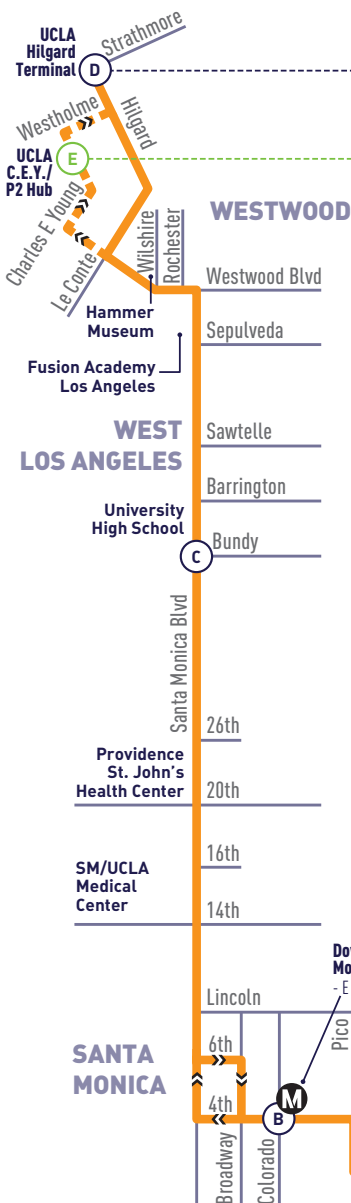 UCLA
Hilgard
Terminal
D
Strathmore
Westholme
Hilgard
UCLA
C.E.Y./
P2 Hub
E
Charles E Young
Le Conte
Wilshire
Rochester
WESTWOOD
Westwood Blvd
Hammer
Museum
Sepulveda
Fusion Academy
Los Angeles
WEST
LOS ANGELES
Sawtelle
Barrington
University
High School
Bundy
C
Santa Monica Blvd
26th
Providence
St. John's
Health Center
20th
16th
SM/UCLA
Medical
Center
14th
Lincoln
Pico
6th
SANTA
MONICA
4th
M
B
Broadway
Colorado